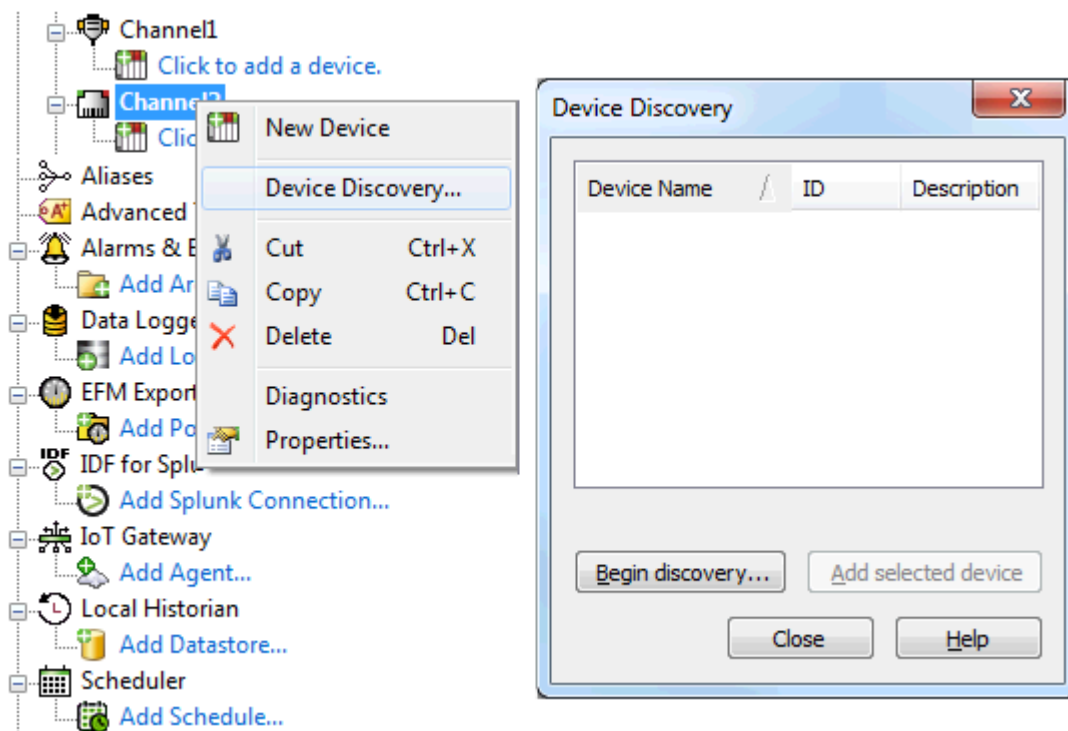 Channel1
Click to add a device.
Channel2
Clic
Aliases
Advanced
Alarms & E
Add Ar
Data Logge
Add Lo
EFM Export
Add Po
IDF for Splu
Add Splunk Connection...
IoT Gateway
Add Agent...
Local Historian
Add Datastore...
Scheduler
Add Schedule...
New Device
Device Discovery...
Cut Ctrl+X
Copy Ctrl+C
Delete Del
Diagnostics
Properties...
Device Discovery
Device Name ID Description
Begin discovery... Add selected device
Close Help